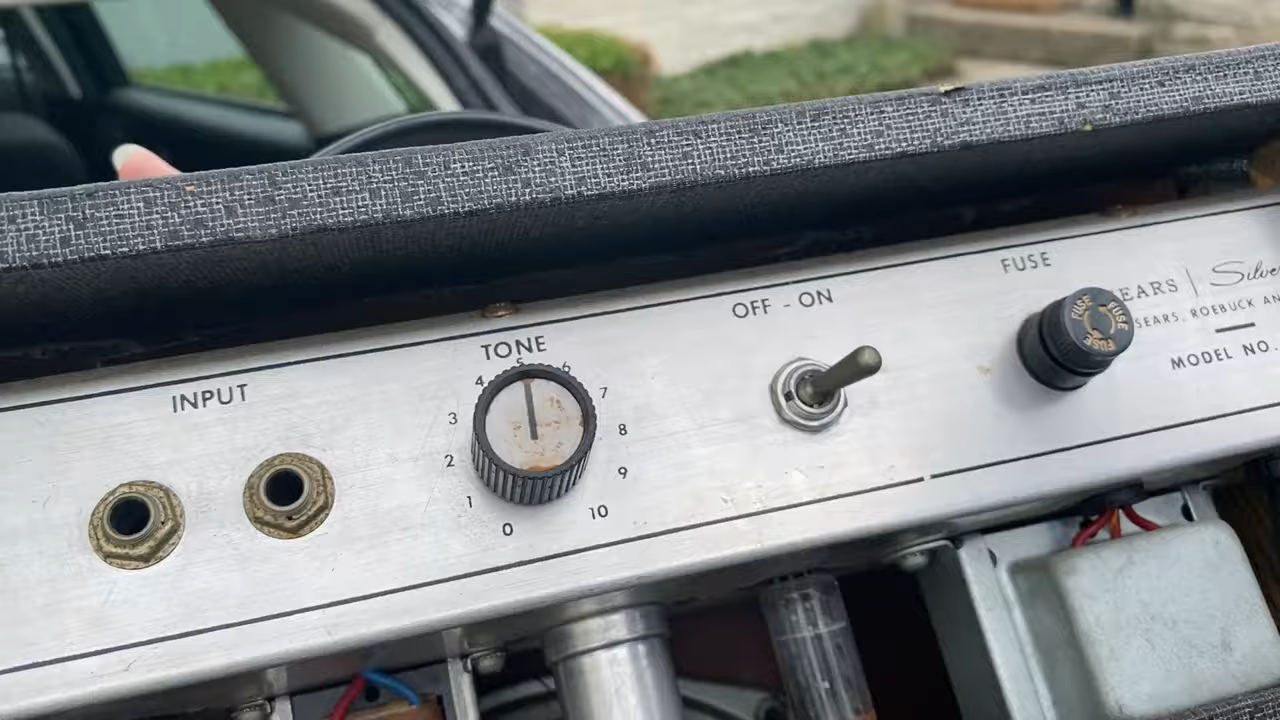 INPUT
TONE
0 1 2 3 4 5 6 7 8 9 10
OFF - ON
FUSE
FUSE FUSE FUSE
SEARS | Silve
SEARS, ROEBUCK AN
MODEL NO.